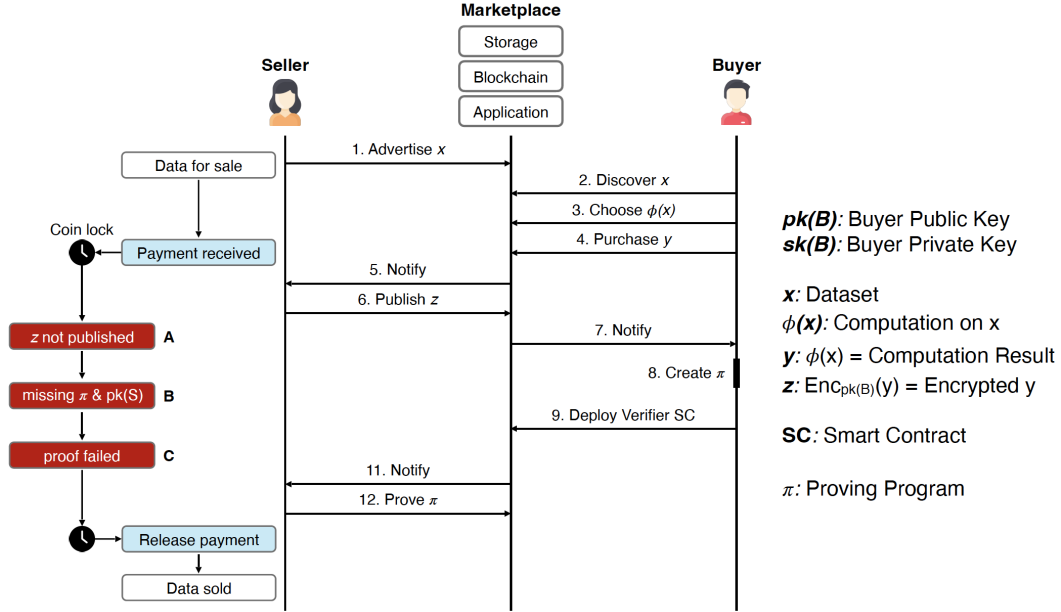 Marketplace
Storage
Blockchain
Application
Seller
Buyer
Data for sale
1. Advertise x
2. Discover x
3. Choose ϕ(x)
4. Purchase y
Coin lock
Payment received
5. Notify
6. Publish z
7. Notify
z not published
A
8. Create π
missing π & pk(S)
B
9. Deploy Verifier SC
proof failed
C
11. Notify
12. Prove π
Release payment
Data sold
pk(B): Buyer Public Key
sk(B): Buyer Private Key
x: Dataset
ϕ(x): Computation on x
y: ϕ(x) = Computation Result
z: Encpk(B)(y) = Encrypted y
SC: Smart Contract
π: Proving Program